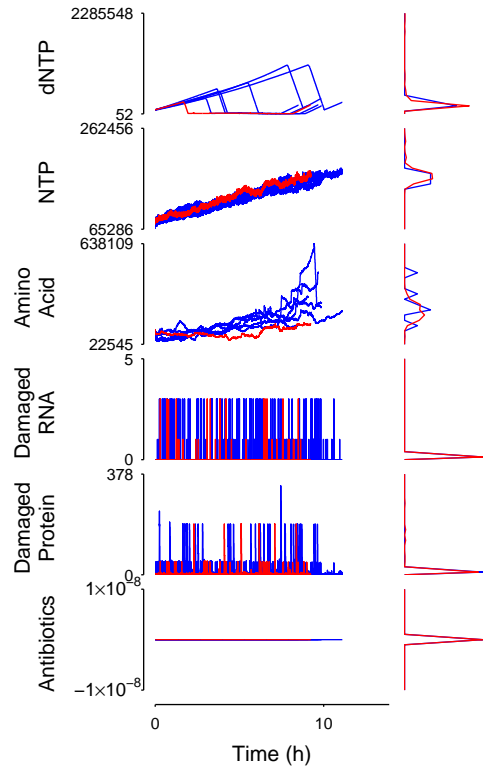 2285548
dNTP
52
262456
NTP
65286
638109
Amino
Acid
22545
5
Damaged
RNA
0
378
Damaged
Protein
0
1×10⁻⁸
Antibiotics
−1×10⁻⁸
0 10
Time (h)